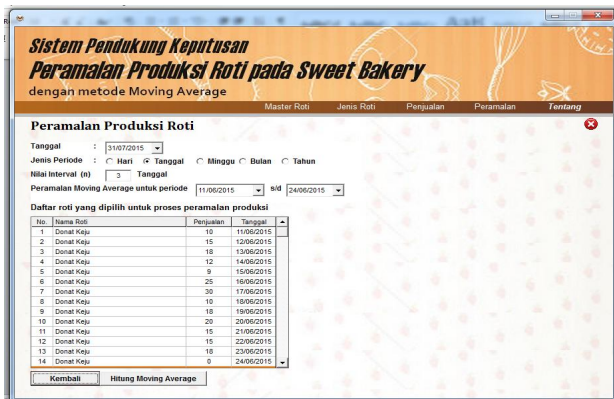 Sistem Pendukung Keputusan
Peramalan Produksi Roti pada Sweet Bakery
dengan metode Moving Average
Master Roti Jenis Roti Penjualan Peramalan Tentang
Peramalan Produksi Roti
Tanggal : 31/07/2015
Jenis Periode : Hari Tanggal Minggu Bulan Tahun
Nilai Interval (n) 3 Tanggal
Peramalan Moving Average untuk periode 11/06/2015 s/d 24/06/2015
Daftar roti yang dipilih untuk proses peramalan produksi
No. Nama Roti Penjualan Tanggal
1 Donat Keju 10 11/06/2015
2 Donat Keju 15 12/06/2015
3 Donat Keju 18 13/06/2015
4 Donat Keju 12 14/06/2015
5 Donat Keju 9 15/06/2015
6 Donat Keju 25 16/06/2015
7 Donat Keju 30 17/06/2015
8 Donat Keju 10 18/06/2015
9 Donat Keju 18 19/06/2015
10 Donat Keju 20 20/06/2015
11 Donat Keju 15 21/06/2015
12 Donat Keju 15 22/06/2015
13 Donat Keju 18 23/06/2015
14 Donat Keju 0 24/06/2015
Kembali Hitung Moving Average